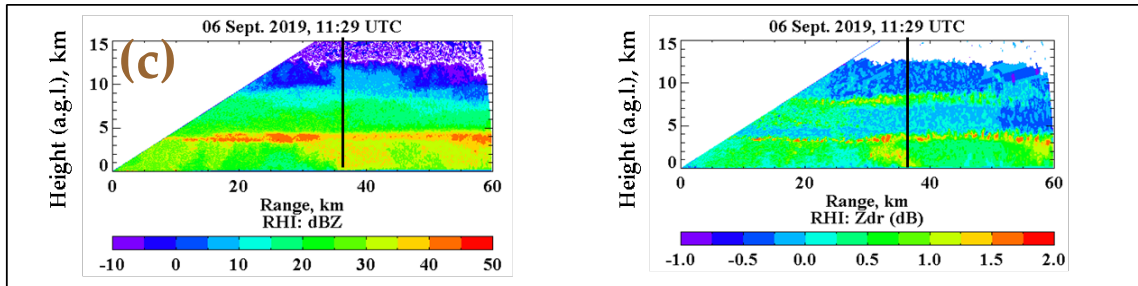 06 Sept. 2019, 11:29 UTC
(c)
Height (a.g.l.), km
15
10
5
0
0 20 40 60
Range, km
RHI: dBZ
-10 0 10 20 30 40 50
06 Sept. 2019, 11:29 UTC
Height (a.g.l.), km
15
10
5
0
0 20 40 60
Range, km
RHI: Zdr (dB)
-1.0 -0.5 0.0 0.5 1.0 1.5 2.0